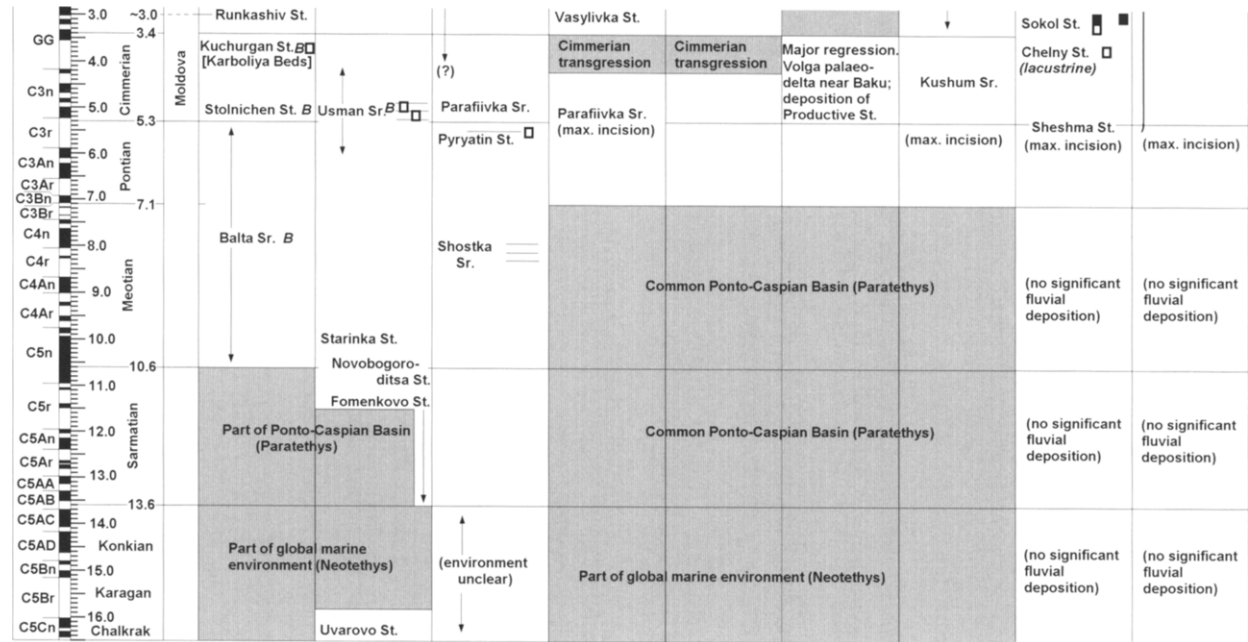 3.0
~3.0
Runkashiv St.
Vasylivka St.
Sokol St.
GG
3.4
4.0
C3n
5.0
5.3
C3r
6.0
C3An
C3Ar
7.0
C3Bn
7.1
C3Br
C4n
8.0
C4r
C4An
9.0
C4Ar
10.0
C5n
10.6
11.0
C5r
12.0
C5An
C5Ar
13.0
C5AA
C5AB
13.6
C5AC
14.0
C5AD
Konkian
C5Bn
15.0
Karagan
C5Br
16.0
C5Cn
Chalkrak
Cimmerian
Pontian
Meotian
Sarmatian
Moldova
Kuchurgan St. B
[Karboliya Beds]
Stolnichen St. B
Balta Sr. B
Part of Ponto-Caspian Basin
(Paratethys)
Part of global marine
environment (Neotethys)
Usman Sr. B
Starinka St.
Novobogoro-
ditsa St.
Fomenkovo St.
Uvarovo St.
(?)
Parafiivka Sr.
Pyryatin St.
Shostka
Sr.
(environment
unclear)
Cimmerian
transgression
Parafiivka Sr.
(max. incision)
Cimmerian
transgression
Major regression.
Volga palaeo-
delta near Baku;
deposition of
Productive St.
Kushum Sr.
(max. incision)
Common Ponto-Caspian Basin (Paratethys)
Common Ponto-Caspian Basin (Paratethys)
Part of global marine environment (Neotethys)
Chelny St.
(lacustrine)
Sheshma St.
(max. incision)
(max. incision)
(no significant
fluvial
deposition)
(no significant
fluvial
deposition)
(no significant
fluvial
deposition)
(no significant
fluvial
deposition)
(no significant
fluvial
deposition)
(no significant
fluvial
deposition)